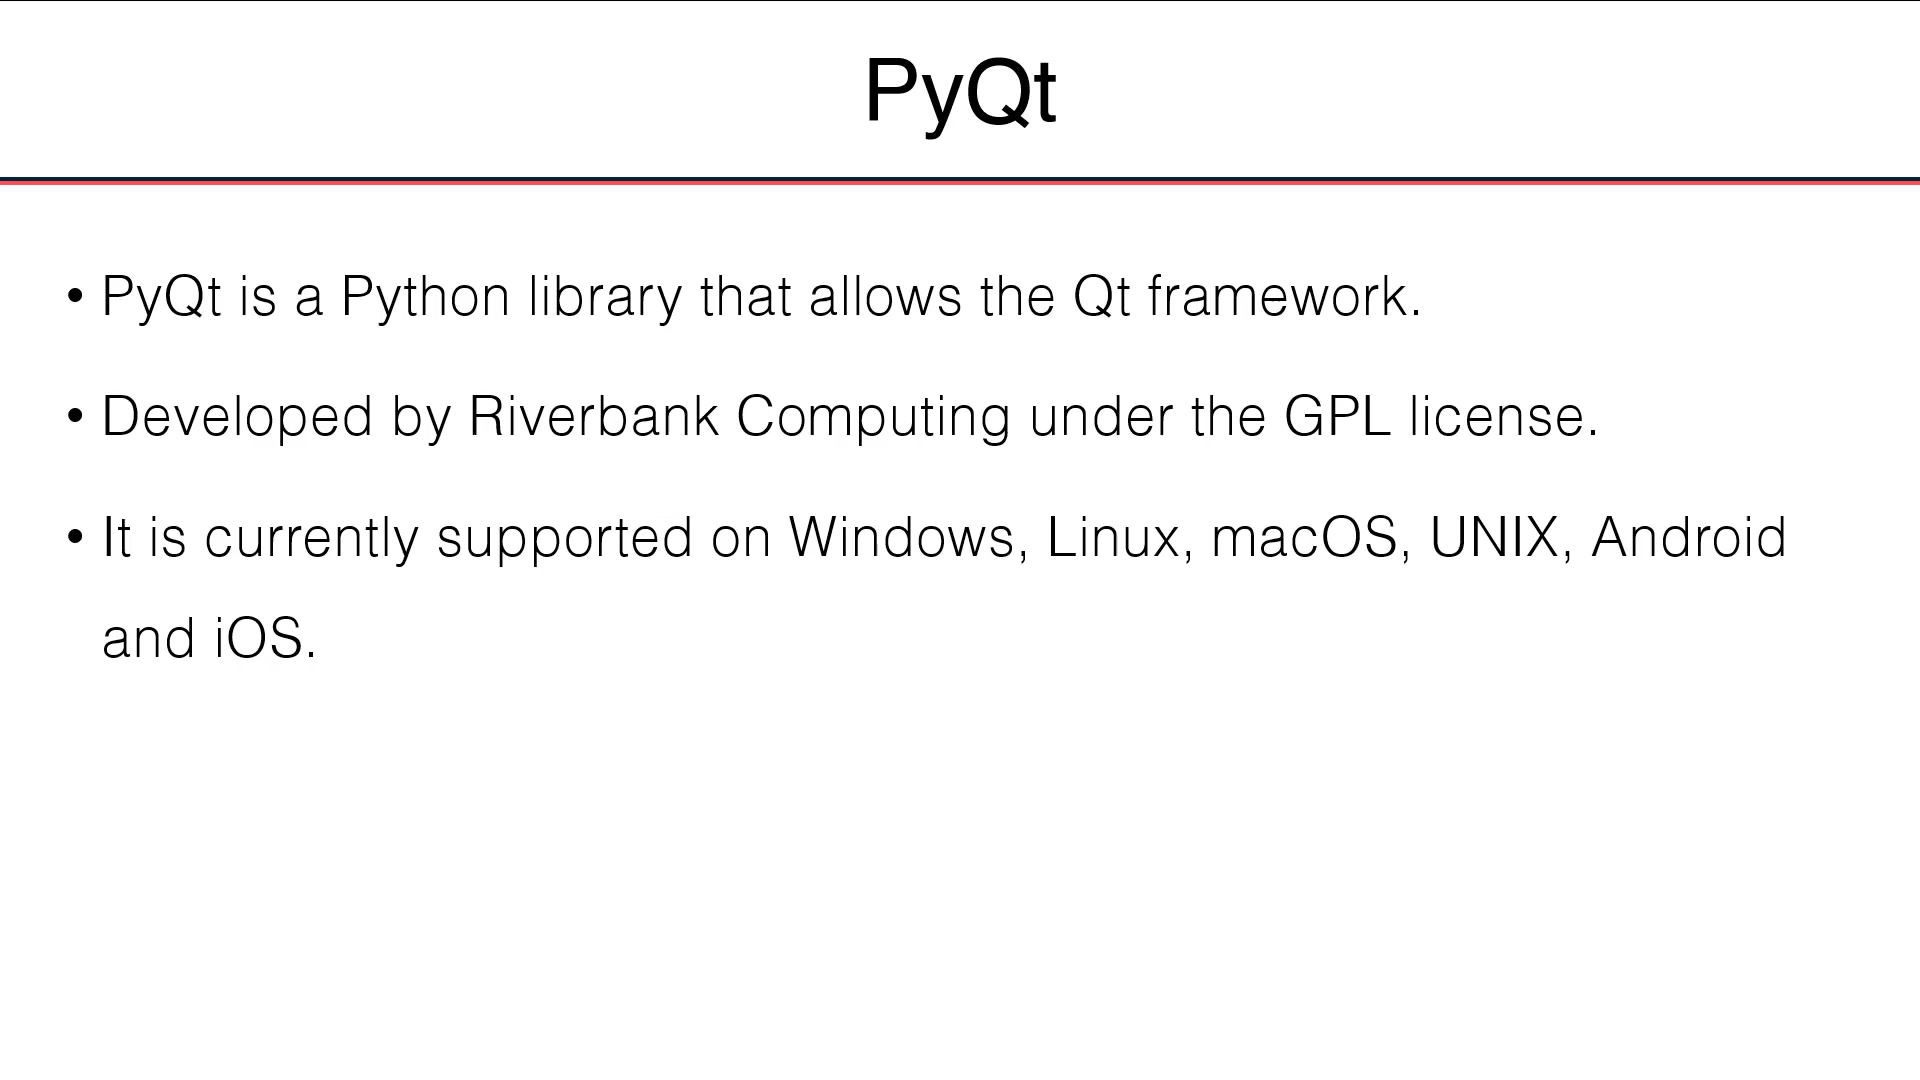 PyQt
• PyQt is a Python library that allows the Qt framework.
• Developed by Riverbank Computing under the GPL license.
• It is currently supported on Windows, Linux, macOS, UNIX, Android
and iOS.